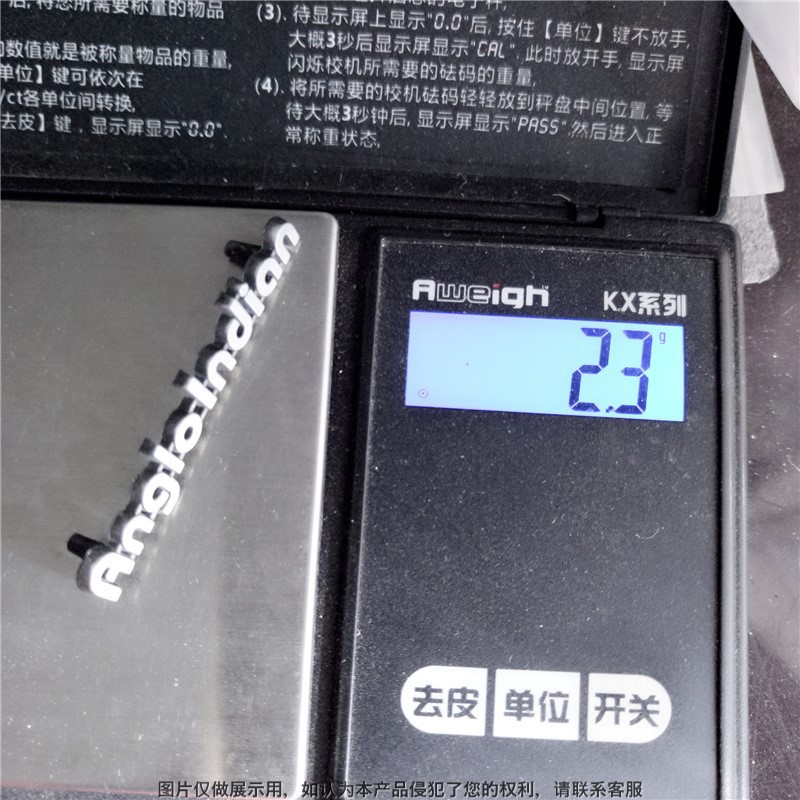 后,将您所需要称量的物品
的数值就是被称量物品的重量,
单位】键可依次在
/ct各单位间转换,
去皮】键,显示屏显示"0.0".
(3).待显示屏上显示"0.0"后,按住【单位】键不放手,
大概3秒后显示屏显示"CAL",此时放开手,显示屏
闪烁校机所需要的砝码的重量,
(4).将所需要的校机砝码轻轻放到秤盘中间位置,等
待大概3秒钟后,显示屏显示"PASS"然后进入正
常称重状态,
Anglo-Indian
Aweigh™ KX系列
2.3 g
去皮 单位 开关
图片仅做展示用,如认为本产品侵犯了您的权利,请联系客服